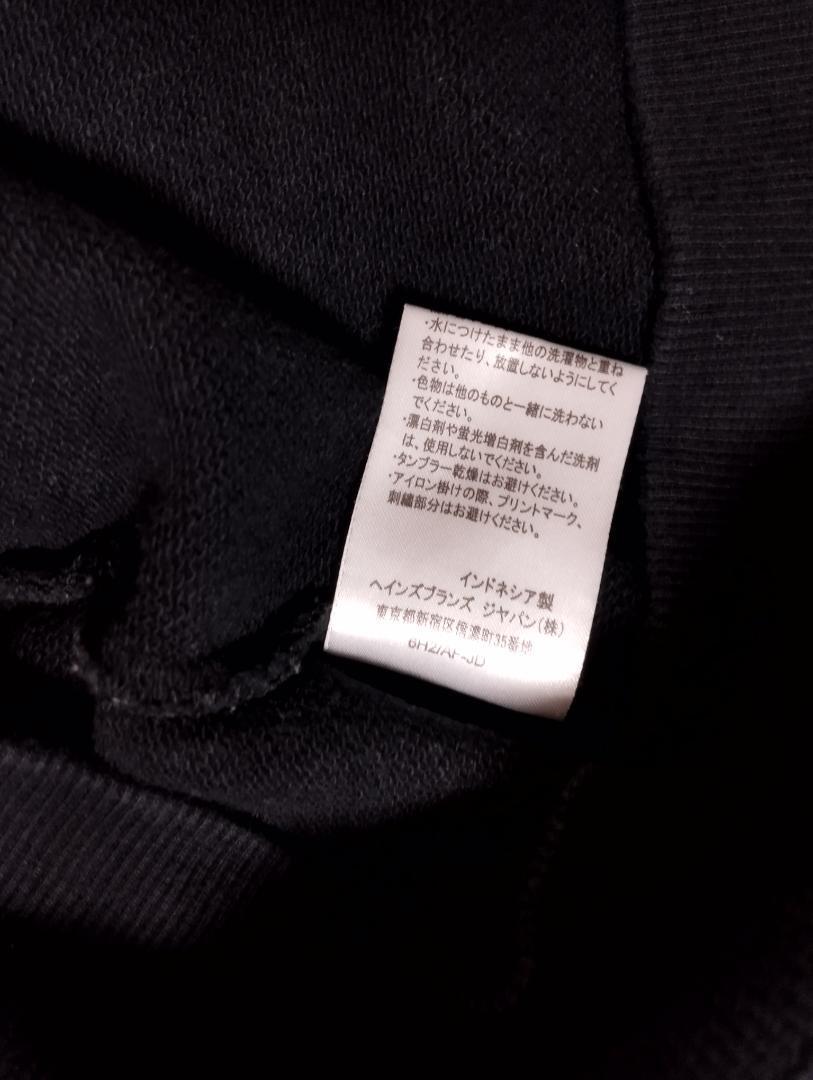 ・水につけたまま他の洗濯物と重ね
合わせたり、放置しないようにしてく
ださい。
・色物は他のものと一緒に洗わない
でください。
・漂白剤や蛍光増白剤を含んだ洗剤
は、使用しないでください。
・タンブラー乾燥はお避けください。
・アイロン掛けの際、プリントマーク、
刺繍部分はお避けください。
インドネシア製
ヘインズブランズ ジャパン(株)
東京都新宿区揚場町35番地